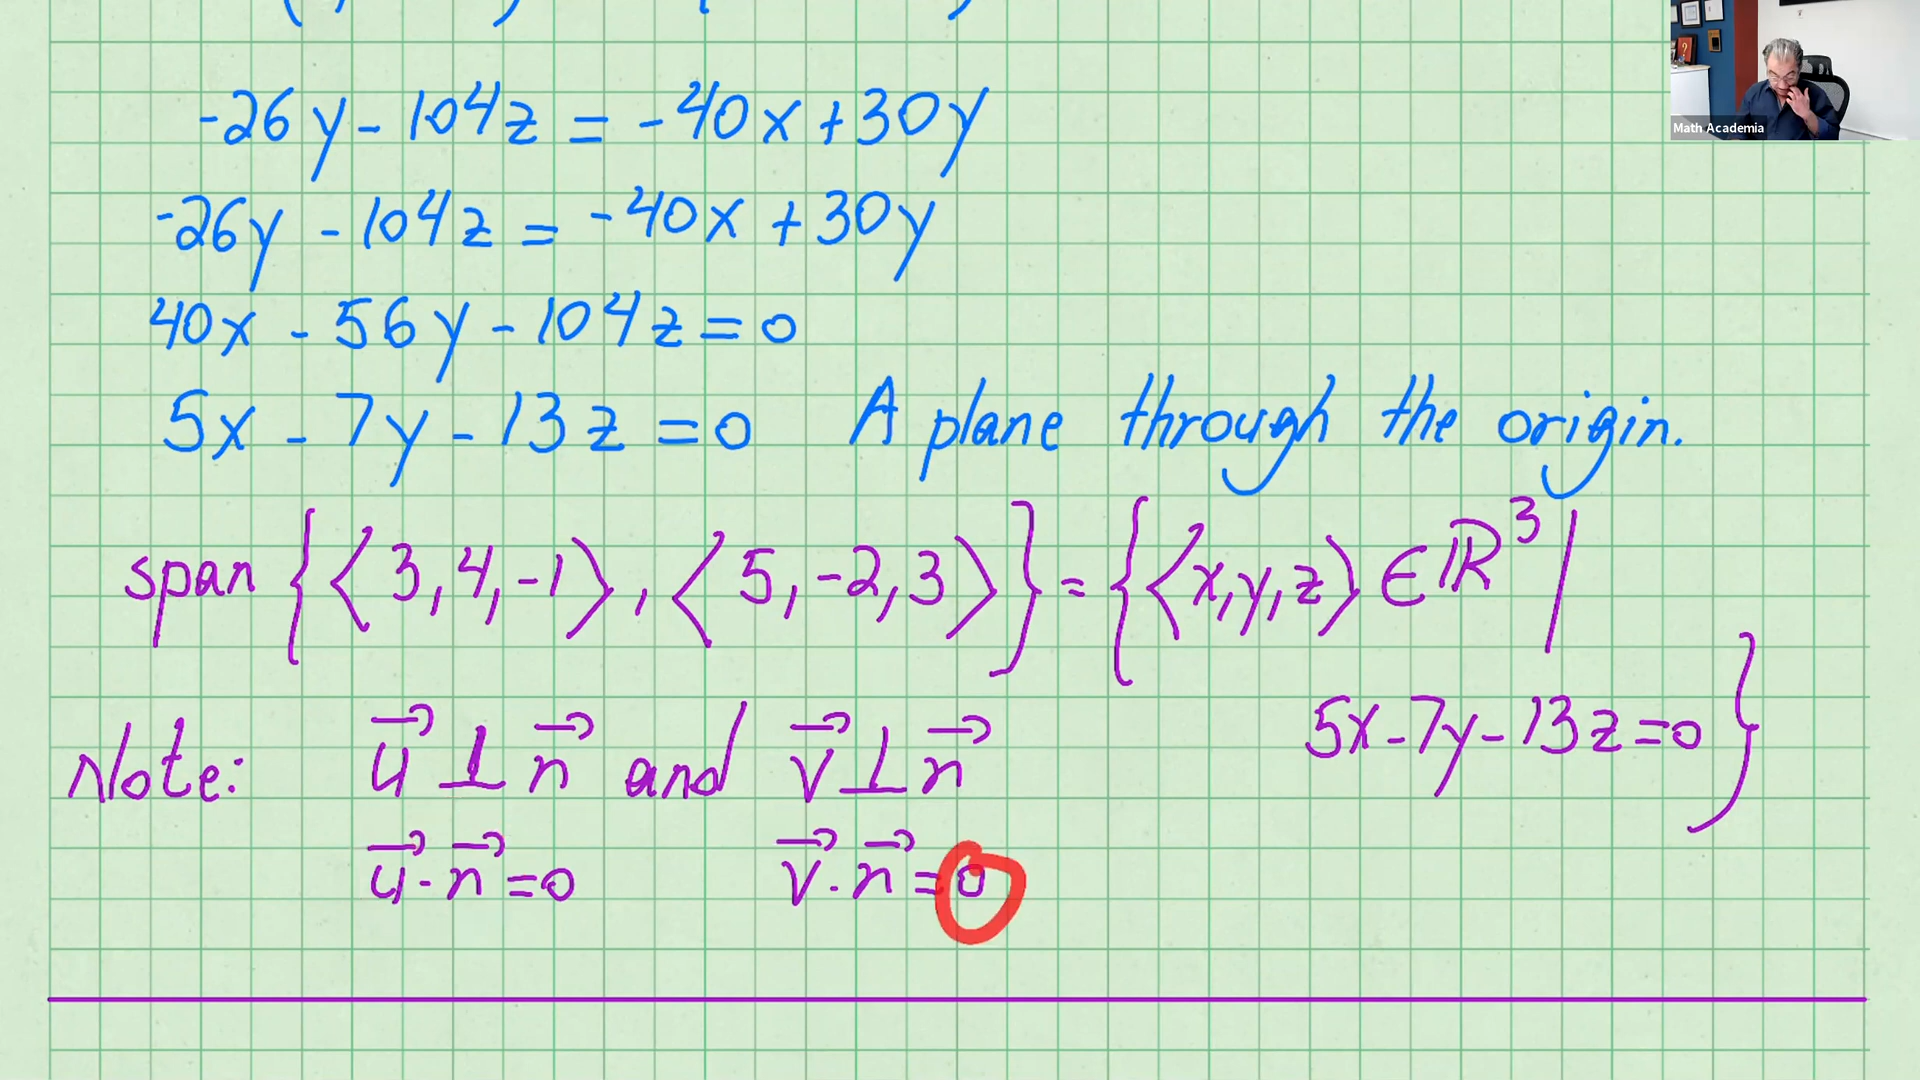 Math Academia
-26y - 104z = -40x + 30y
-26y - 104z = -40x + 30y
40x - 56y - 104z = 0
5x - 7y - 13z = 0 A plane through the origin.
span {⟨3, 4, -1⟩, ⟨5, -2, 3⟩} = {⟨x, y, z⟩ ∈ ℝ³ |
5x - 7y - 13z = 0}
Note: u⃗ ⊥ n⃗ and v⃗ ⊥ n⃗
u⃗ · n⃗ = 0 v⃗ · n⃗ = 0